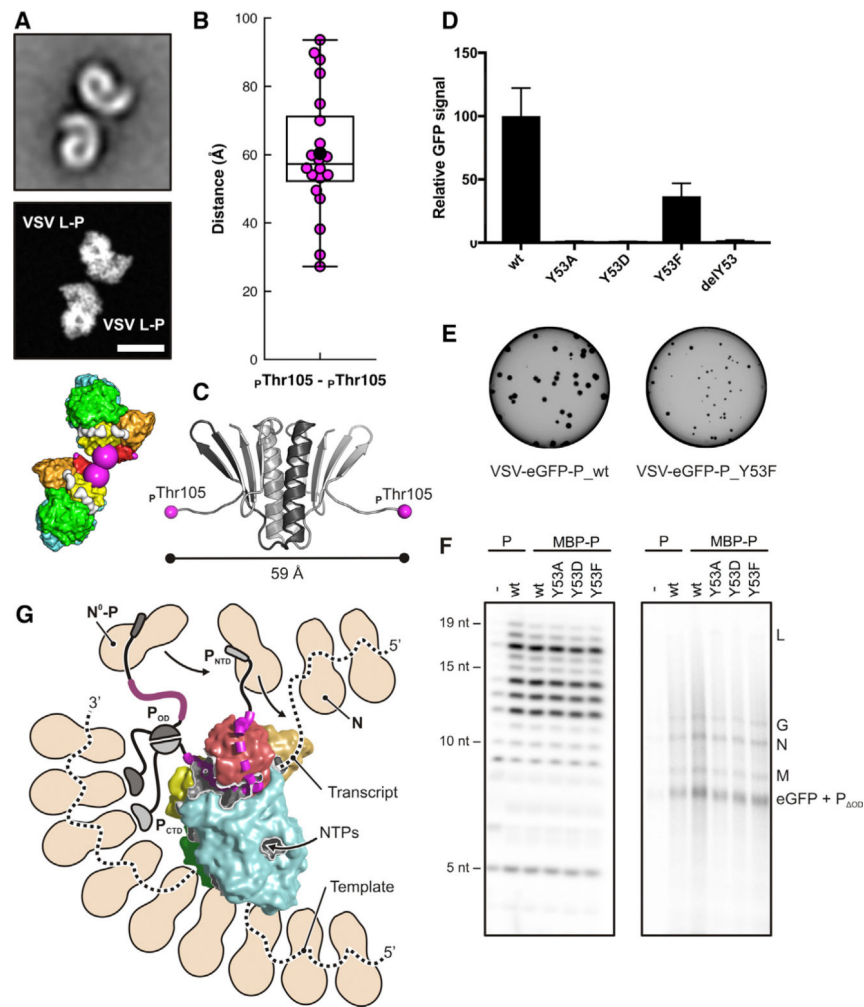 A
VSV L-P
VSV L-P
B
Distance (Å)
100
80
60
40
20
0
PThr105 - PThr105
C
PThr105
PThr105
59 Å
D
Relative GFP signal
150
100
50
0
wt
Y53A
Y53D
Y53F
delY53
E
VSV-eGFP-P_wt
VSV-eGFP-P_Y53F
F
P
MBP-P
-
wt
wt
Y53A
Y53D
Y53F
19 nt
15 nt
10 nt
5 nt
P
MBP-P
-
wt
wt
Y53A
Y53D
Y53F
L
G
N
M
eGFP + PΔOD
G
N⁰-P
PNTD
5'
3'
POD
N
Transcript
PCTD
NTPs
Template
5'